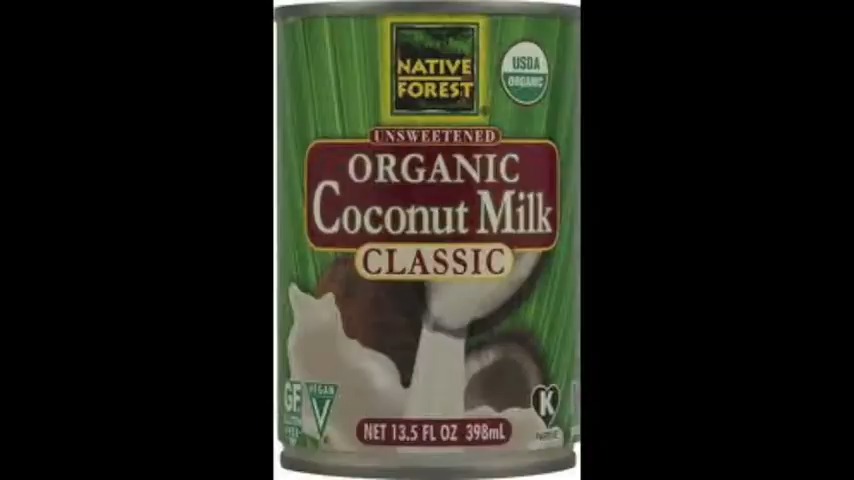 NATIVE
FOREST
USDA
ORGANIC
UNSWEETENED
ORGANIC
Coconut Milk
CLASSIC
GF
VEGAN
V
K
NET 13.5 FL OZ 398mL